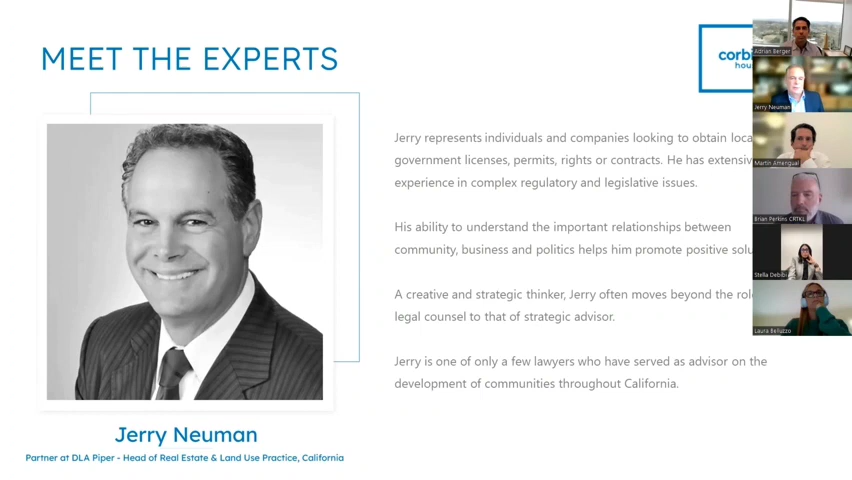 MEET THE EXPERTS
Jerry represents individuals and companies looking to obtain
government licenses, permits, rights or contracts. He has
experience in complex regulatory and legislative issues.
His ability to understand the important relationships between
community, business and politics helps him promote positive
A creative and strategic thinker, Jerry often moves beyond the
legal counsel to that of strategic advisor.
Jerry is one of only a few lawyers who have served as advisor on the
development of communities throughout California.
Jerry Neuman
Partner at DLA Piper - Head of Real Estate & Land Use Practice, California
Adrian Berger
Jerry Neuman
Martin Amengual
Brian Perkins CRTKL
Stella Debibi
Laura Belluzzo